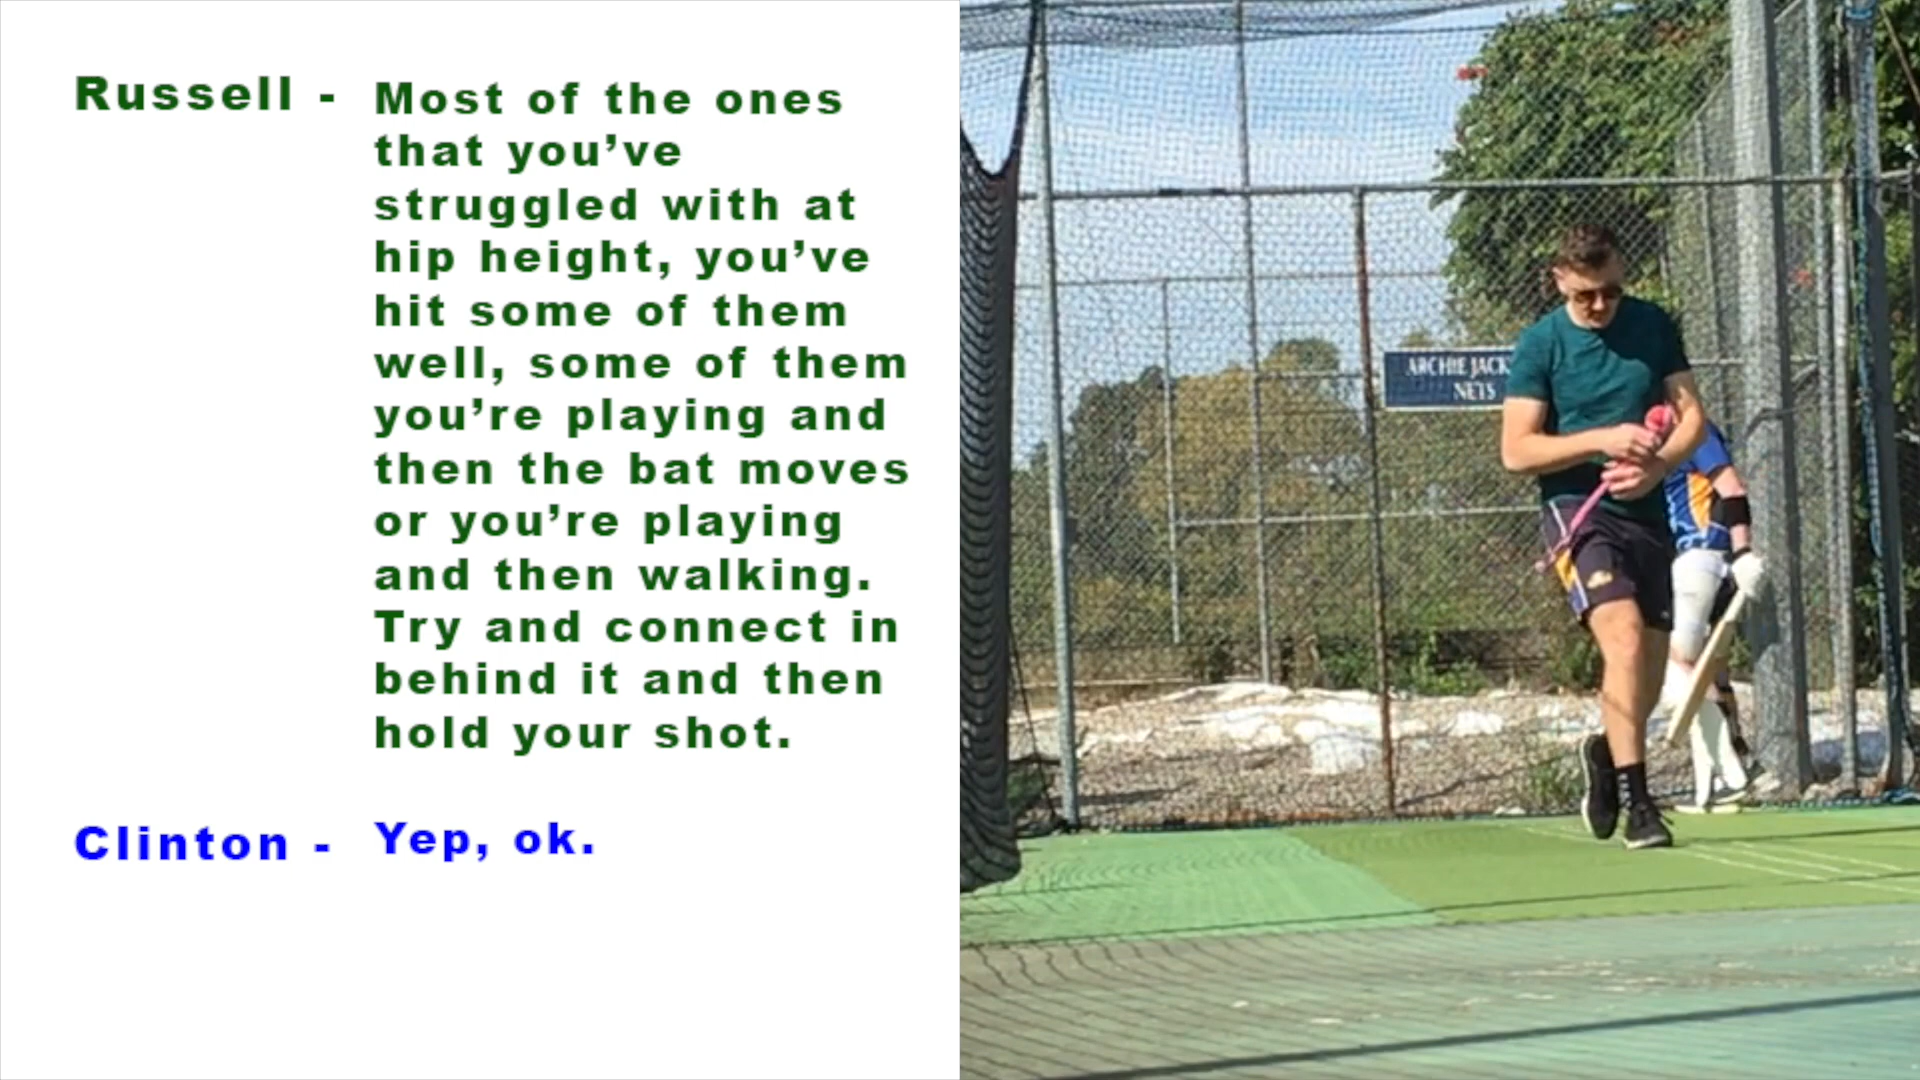 Russell - Most of the ones
that you’ve
struggled with at
hip height, you’ve
hit some of them
well, some of them
you’re playing and
then the bat moves
or you’re playing
and then walking.
Try and connect in
behind it and then
hold your shot.
Clinton - Yep, ok.
ARCHIE JACK
NETS